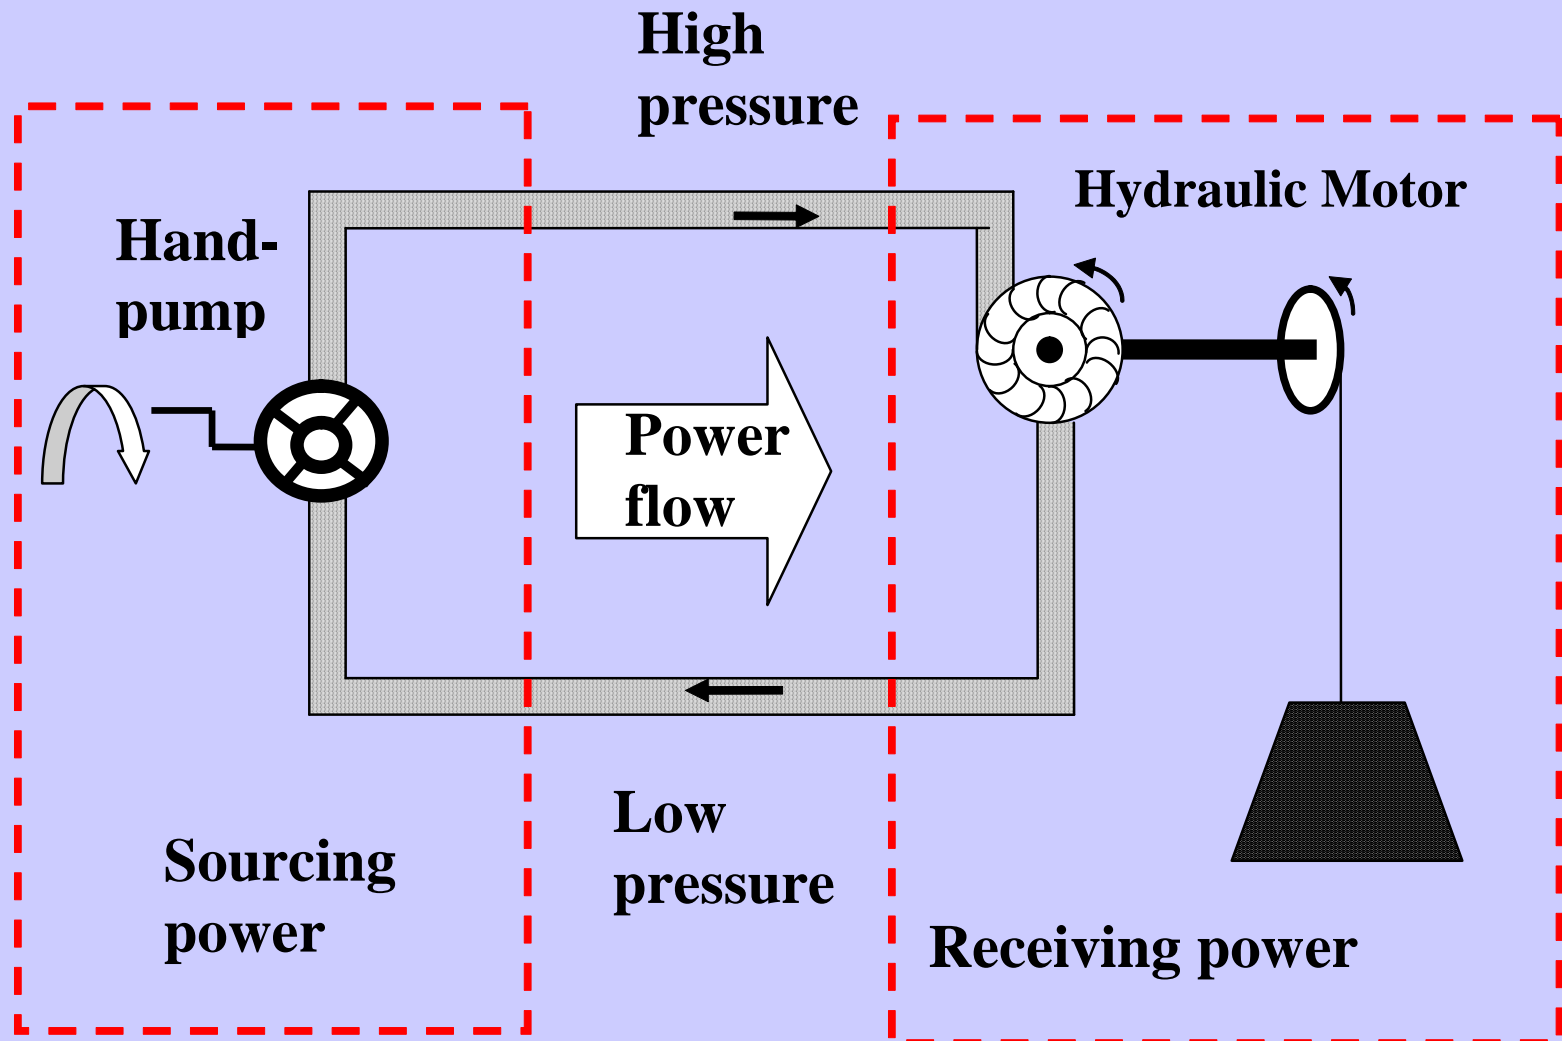 High
pressure
Hydraulic Motor
Hand-
pump
Power
flow
Low
pressure
Sourcing
power
Receiving power